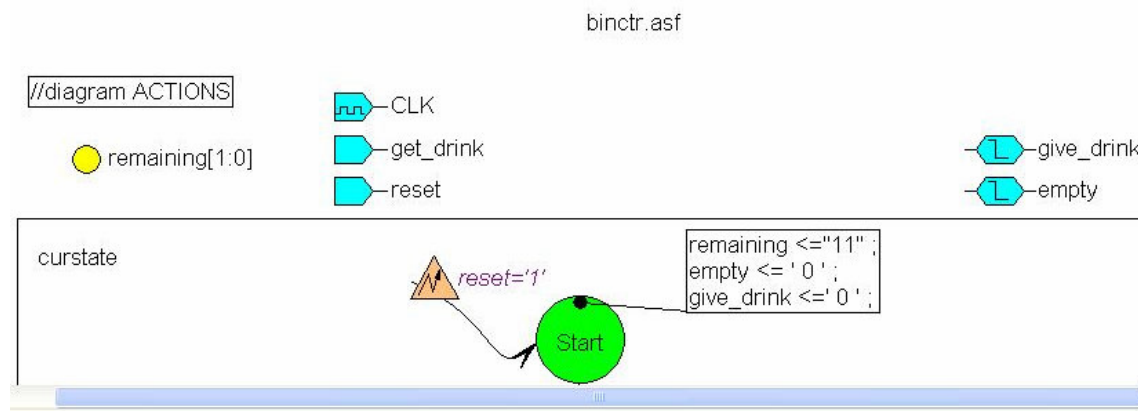 binctr.asf
//diagram ACTIONS
CLK
remaining[1:0]
get_drink
give_drink
reset
empty
curstate
reset='1'
remaining <="11" ;
empty <= ' 0 ' ;
give_drink <=' 0 ' ;
Start